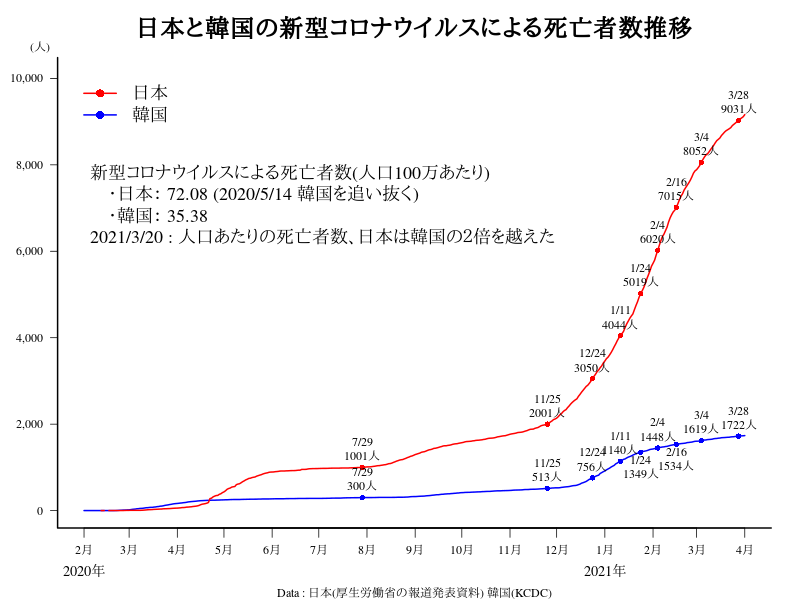 日本と韓国の新型コロナウイルスによる死亡者数推移
(人)
10,000
8,000
6,000
4,000
2,000
0
日本
韓国
新型コロナウイルスによる死亡者数(人口100万あたり)
・日本: 72.08 (2020/5/14 韓国を追い抜く)
・韓国: 35.38
2021/3/20 : 人口あたりの死亡者数、日本は韓国の2倍を越えた
3/28
9031人
3/4
8052人
2/16
7015人
2/4
6020人
1/24
5019人
1/11
4044人
12/24
3050人
11/25
2001人
7/29
1001人
7/29
300人
11/25
513人
12/24
756人
1/11
1140人
1/24
1349人
2/4
1448人
2/16
1534人
3/4
1619人
3/28
1722人
2月 3月 4月 5月 6月 7月 8月 9月 10月 11月 12月 1月 2月 3月 4月
2020年 2021年
Data : 日本(厚生労働省の報道発表資料) 韓国(KCDC)